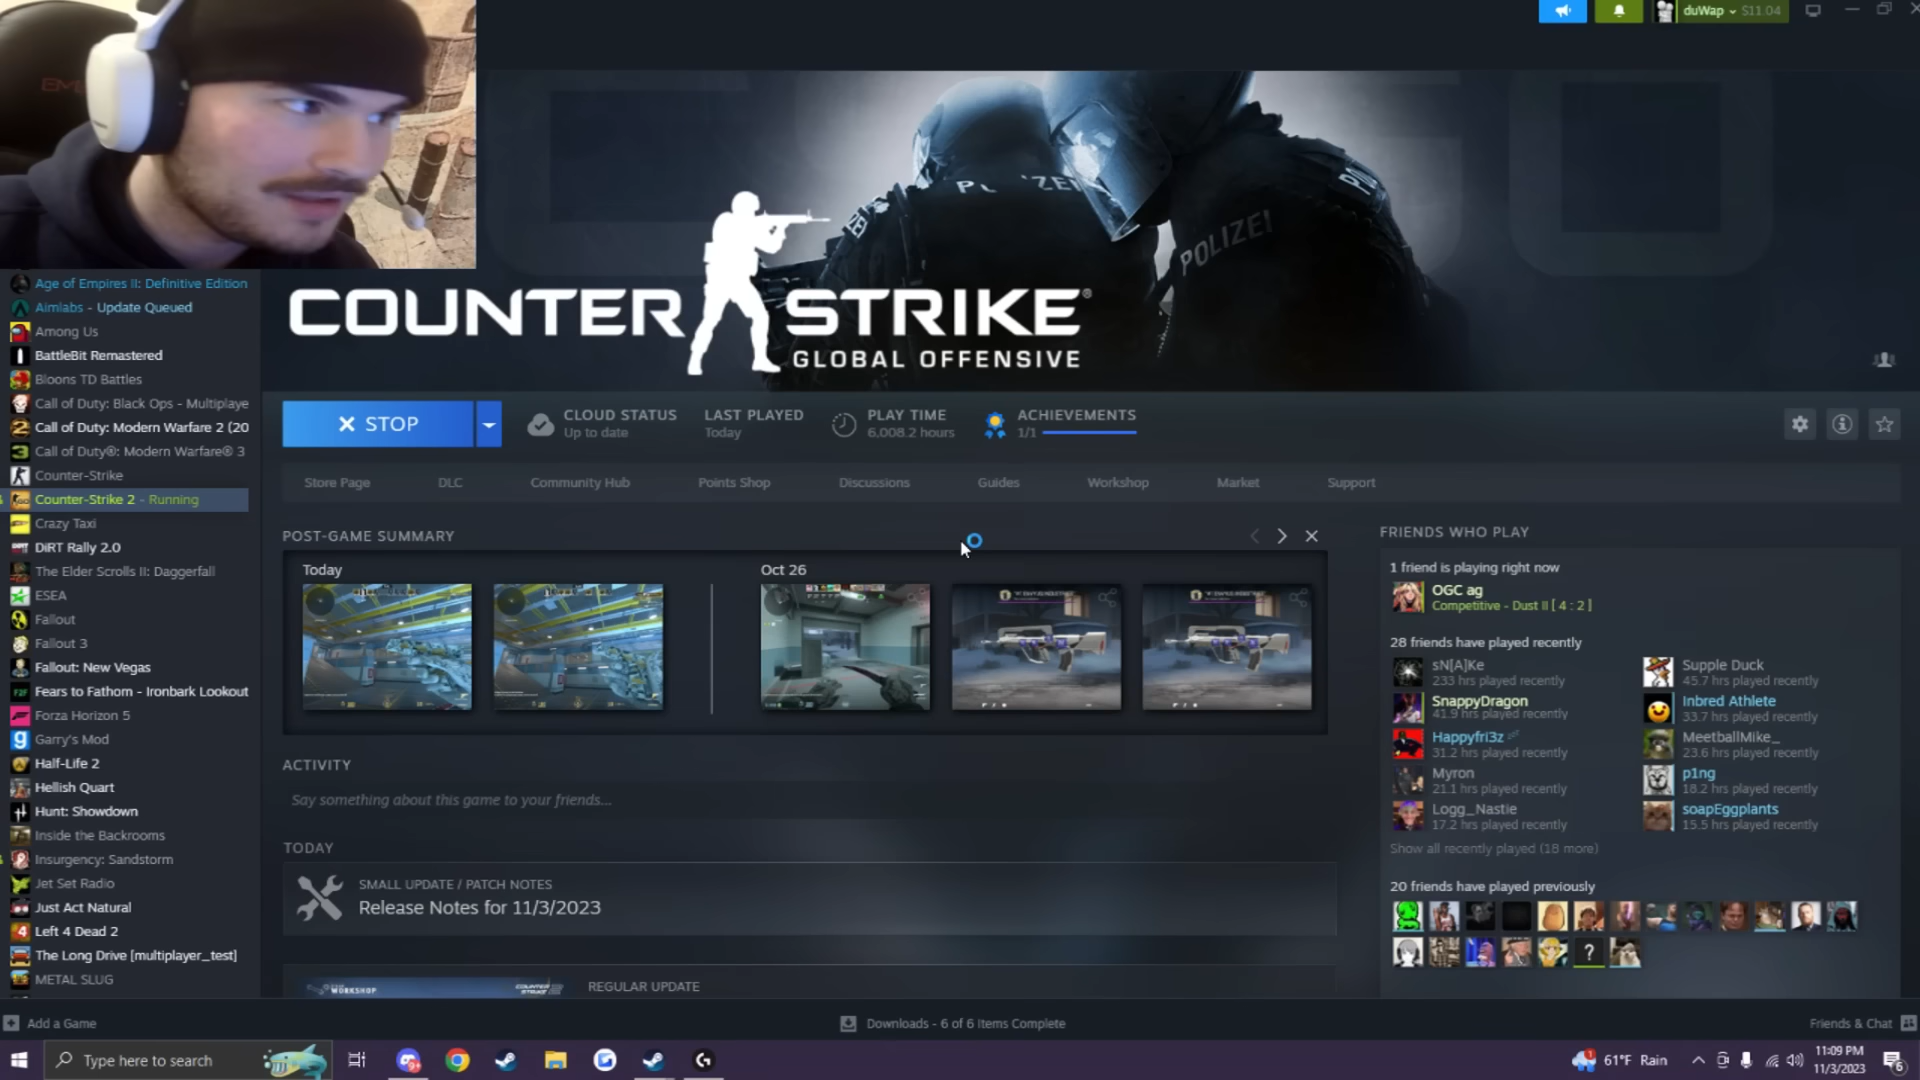 duWap $11.04
POLIZEI
POLIZEI
COUNTER STRIKE®
GLOBAL OFFENSIVE
STOP
CLOUD STATUS
Up to date
LAST PLAYED
Today
PLAY TIME
6,008.2 hours
ACHIEVEMENTS
1/1
Store Page DLC Community Hub Points Shop Discussions Guides Workshop Market Support
Age of Empires II: Definitive Edition
Aimlabs - Update Queued
Among Us
BattleBit Remastered
Bloons TD Battles
Call of Duty: Black Ops - Multiplaye
Call of Duty: Modern Warfare 2 (20
Call of Duty®: Modern Warfare® 3
Counter-Strike
Counter-Strike 2 - Running
Crazy Taxi
DiRT Rally 2.0
The Elder Scrolls II: Daggerfall
ESEA
Fallout
Fallout 3
Fallout: New Vegas
Fears to Fathom - Ironbark Lookout
Forza Horizon 5
Garry's Mod
Half-Life 2
Hellish Quart
Hunt: Showdown
Inside the Backrooms
Insurgency: Sandstorm
Jet Set Radio
Just Act Natural
Left 4 Dead 2
The Long Drive [multiplayer_test]
METAL SLUG
POST-GAME SUMMARY
Today
Oct 26
ACTIVITY
Say something about this game to your friends...
TODAY
SMALL UPDATE / PATCH NOTES
Release Notes for 11/3/2023
WORKSHOP
COUNTER STRIKE 2
REGULAR UPDATE
FRIENDS WHO PLAY
1 friend is playing right now
OGC ag
Competitive - Dust II [ 4 : 2 ]
28 friends have played recently
sN[A]Ke
233 hrs played recently
Supple Duck
45.7 hrs played recently
SnappyDragon
41.9 hrs played recently
Inbred Athlete
33.7 hrs played recently
Happyfri3z
31.2 hrs played recently
MeetballMike_
23.6 hrs played recently
Myron
21.1 hrs played recently
p1ng
18.2 hrs played recently
Logg_Nastie
17.2 hrs played recently
soapEggplants
15.5 hrs played recently
Show all recently played (18 more)
20 friends have played previously
?
Add a Game
Downloads - 6 of 6 Items Complete
Friends & Chat
Type here to search
61°F Rain
11:09 PM
11/3/2023
6